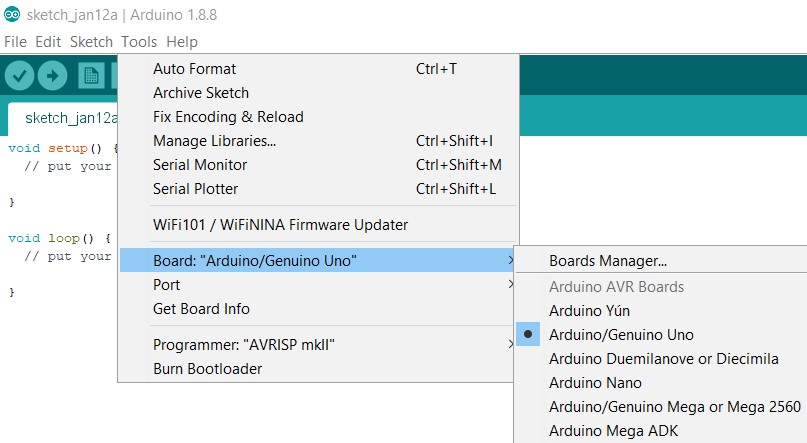 sketch_jan12a | Arduino 1.8.8
File Edit Sketch Tools Help
Auto Format Ctrl+T
Archive Sketch
Fix Encoding & Reload
Manage Libraries... Ctrl+Shift+I
Serial Monitor Ctrl+Shift+M
Serial Plotter Ctrl+Shift+L
WiFi101 / WiFiNINA Firmware Updater
Board: "Arduino/Genuino Uno"
Port
Get Board Info
Programmer: "AVRISP mkII"
Burn Bootloader
Boards Manager...
Arduino AVR Boards
Arduino Yún
Arduino/Genuino Uno
Arduino Duemilanove or Diecimila
Arduino Nano
Arduino/Genuino Mega or Mega 2560
Arduino Mega ADK
sketch_jan12a
void setup() {
// put your
}
void loop() {
// put your
}